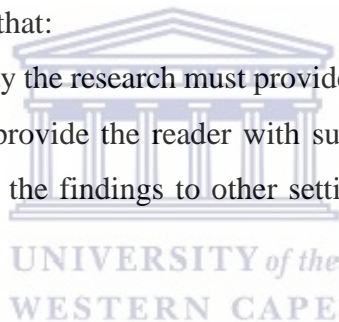 that:
y the research must provide
provide the reader with su
the findings to other setti
UNIVERSITY of the
WESTERN CAPE